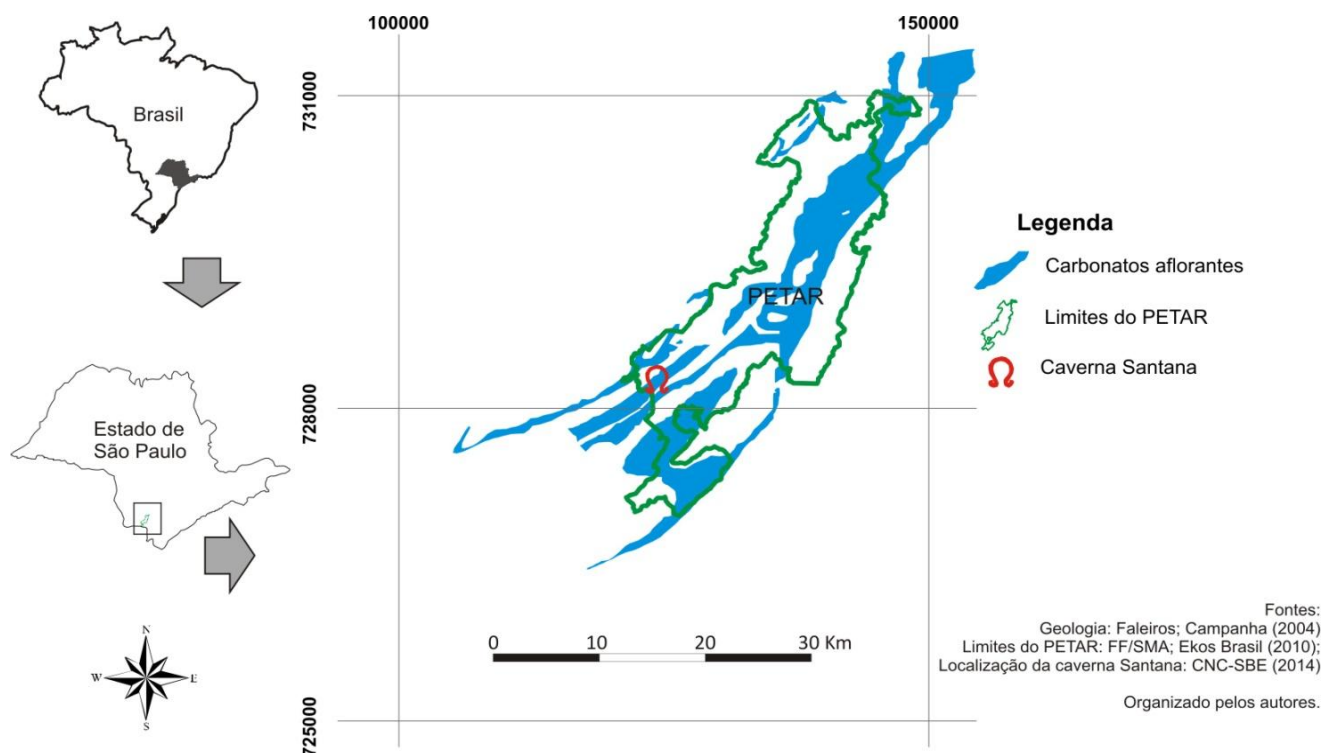 Brasil
Estado de
São Paulo
N
W
E
S
100000
150000
731000
728000
725000
PETAR
0
10
20
30 Km
Legenda
Carbonatos aflorantes
Limites do PETAR
Caverna Santana
Fontes:
Geologia: Faleiros; Campanha (2004)
Limites do PETAR: FF/SMA; Ekos Brasil (2010);
Localização da caverna Santana: CNC-SBE (2014)
Organizado pelos autores.